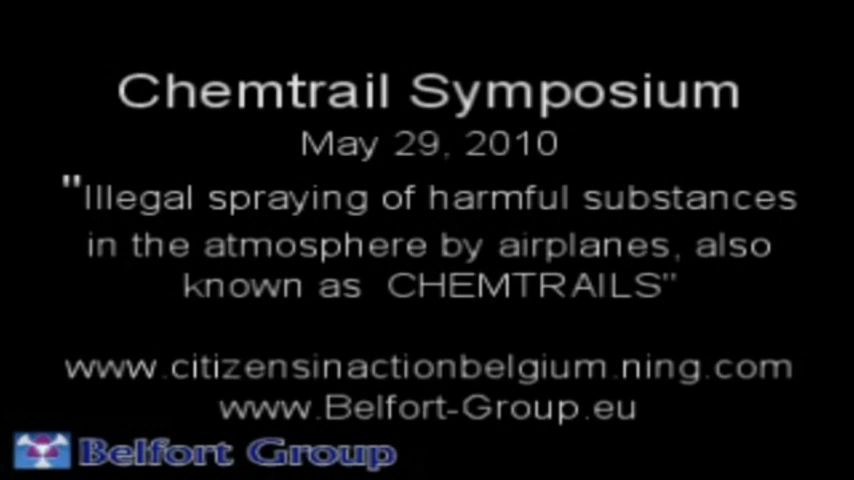 Chemtrail Symposium
May 29, 2010
"Illegal spraying of harmful substances
in the atmosphere by airplanes, also
known as CHEMTRAILS"
www.citizensinactionbelgium.ning.com
www.Belfort-Group.eu
Belfort Group